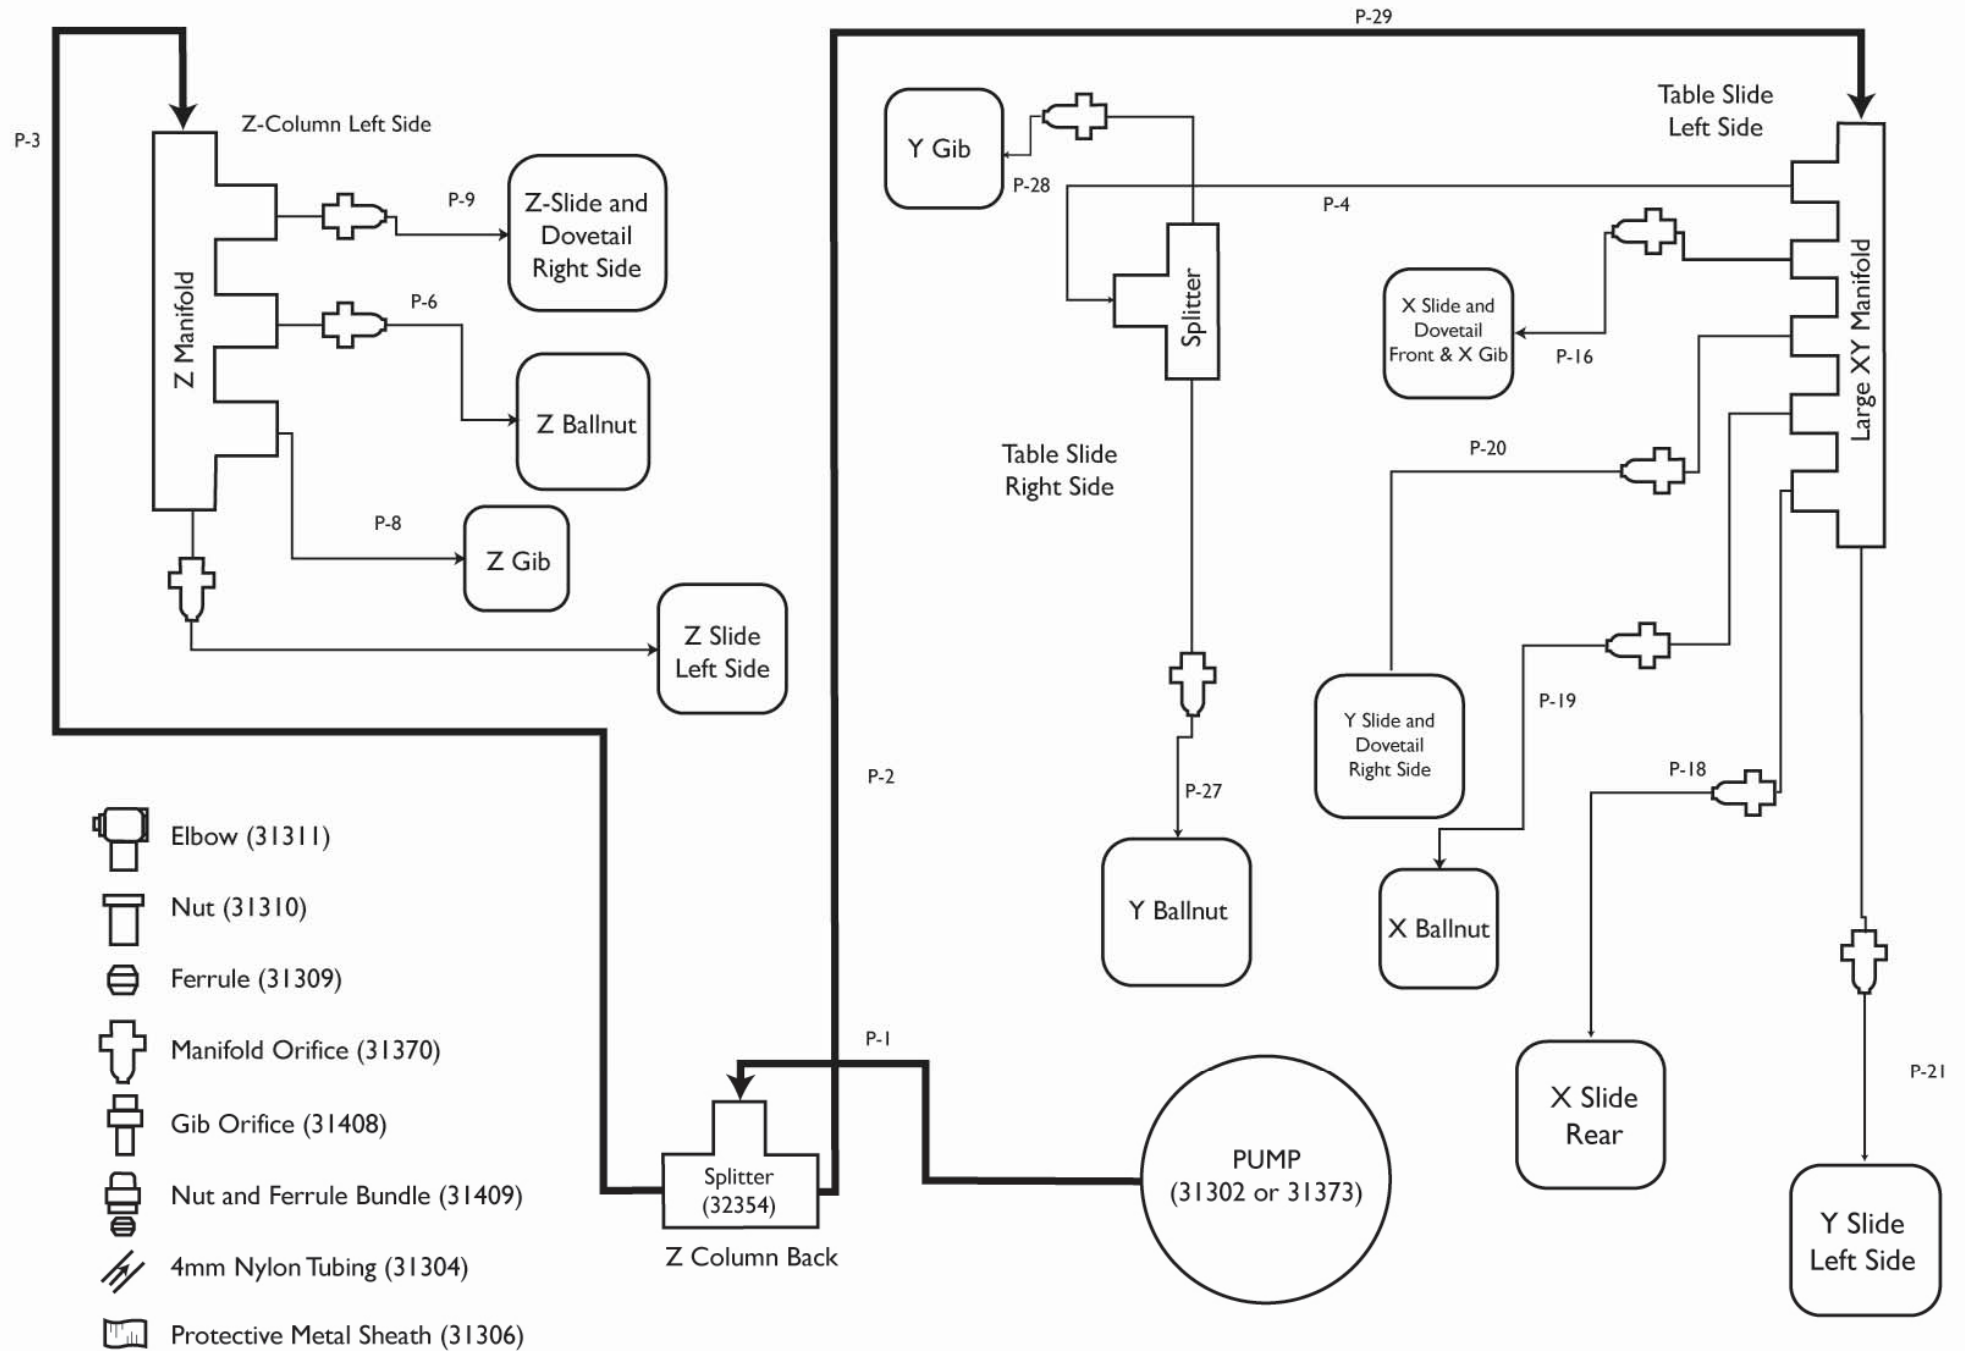 P-29
P-3
Z-Column Left Side
Z Manifold
P-9
Z-Slide and
Dovetail
Right Side
P-6
Z Ballnut
P-8
Z Gib
Z Slide
Left Side
Y Gib
P-28
P-4
Splitter
Table Slide
Right Side
P-27
Y Ballnut
Table Slide
Left Side
Large XY Manifold
X Slide and
Dovetail
Front & X Gib
P-16
P-20
Y Slide and
Dovetail
Right Side
P-19
X Ballnut
P-18
X Slide
Rear
P-21
Y Slide
Left Side
P-2
P-1
Splitter
(32354)
Z Column Back
PUMP
(31302 or 31373)
Elbow (31311)
Nut (31310)
Ferrule (31309)
Manifold Orifice (31370)
Gib Orifice (31408)
Nut and Ferrule Bundle (31409)
4mm Nylon Tubing (31304)
Protective Metal Sheath (31306)